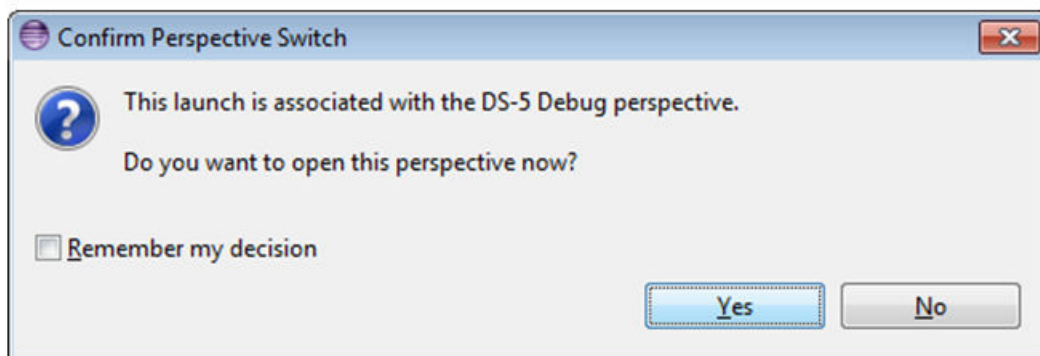 Confirm Perspective Switch
This launch is associated with the DS-5 Debug perspective.
Do you want to open this perspective now?
Remember my decision
Yes
No